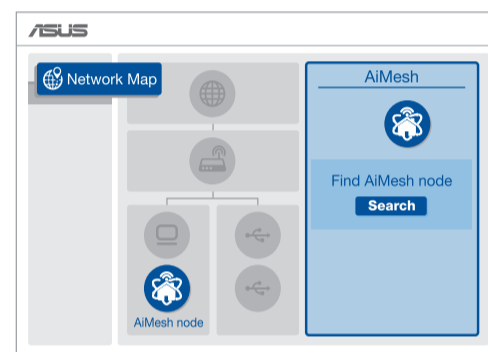 ASUS
Network Map
AiMesh
Find AiMesh node
Search
AiMesh node